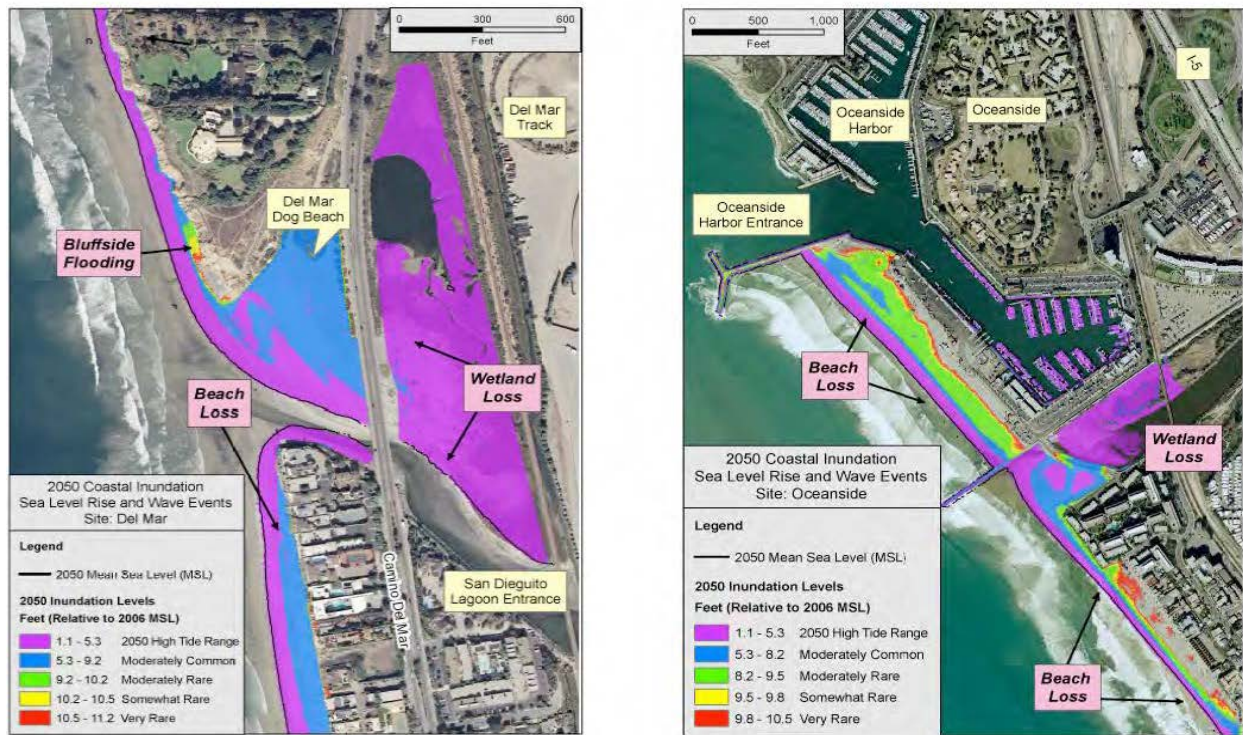 0 300 600
Feet
Del Mar
Track
Del Mar
Dog Beach
Bluffside
Flooding
Beach
Loss
Wetland
Loss
Camino Del Mar
San Dieguito
Lagoon Entrance
2050 Coastal Inundation
Sea Level Rise and Wave Events
Site: Del Mar
Legend
2050 Mean Sea Level (MSL)
2050 Inundation Levels
Feet (Relative to 2006 MSL)
1.1 - 5.3 2050 High Tide Range
5.3 - 9.2 Moderately Common
9.2 - 10.2 Moderately Rare
10.2 - 10.5 Somewhat Rare
10.5 - 11.2 Very Rare
0 500 1,000
Feet
I-5
Oceanside
Harbor
Oceanside
Oceanside
Harbor Entrance
Beach
Loss
Wetland
Loss
Beach
Loss
2050 Coastal Inundation
Sea Level Rise and Wave Events
Site: Oceanside
Legend
2050 Mean Sea Level (MSL)
2050 Inundation Levels
Feet (Relative to 2006 MSL)
1.1 - 5.3 2050 High Tide Range
5.3 - 8.2 Moderately Common
8.2 - 9.5 Moderately Rare
9.5 - 9.8 Somewhat Rare
9.8 - 10.5 Very Rare